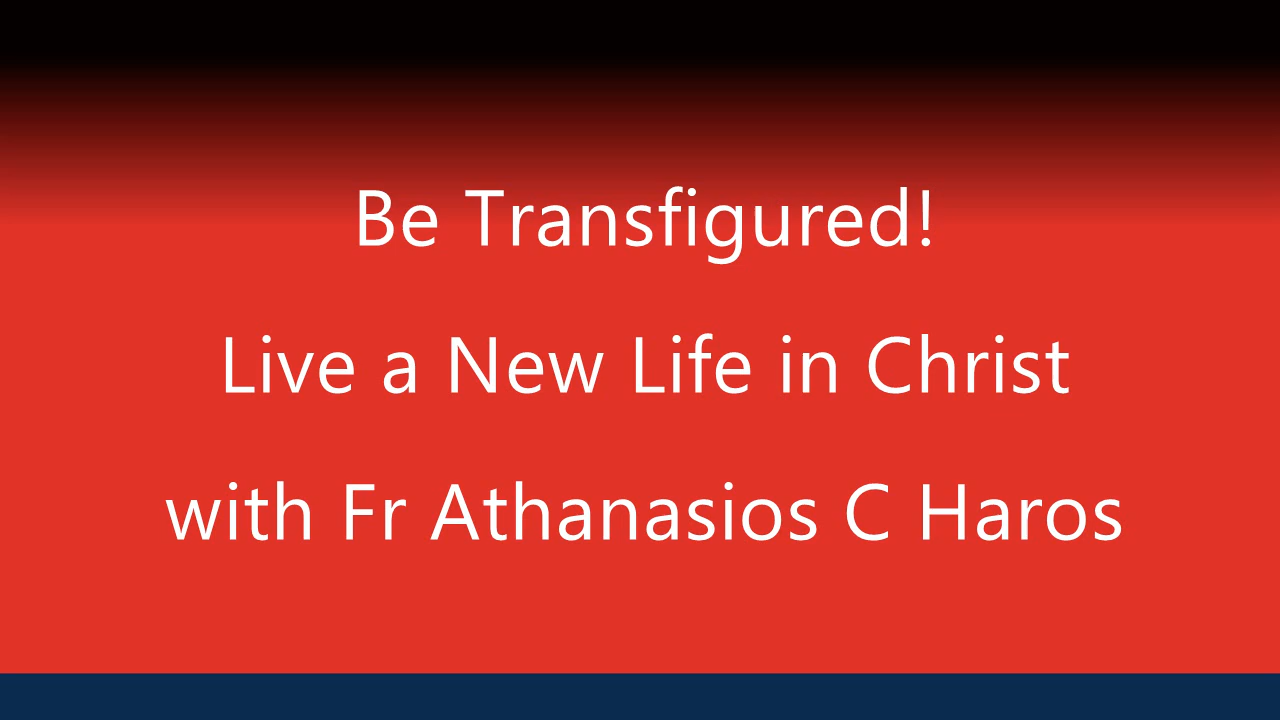 Be Transfigured!
Live a New Life in Christ
with Fr Athanasios C Haros